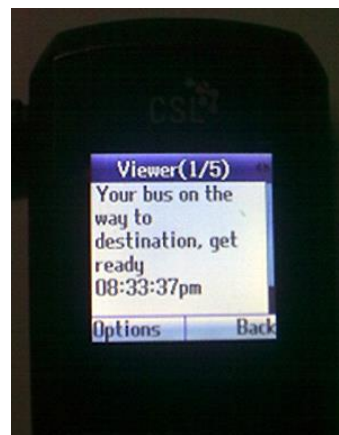 CSL
Viewer(1/5)
Your bus on the
way to
destination, get
ready
08:33:37pm
Options Back